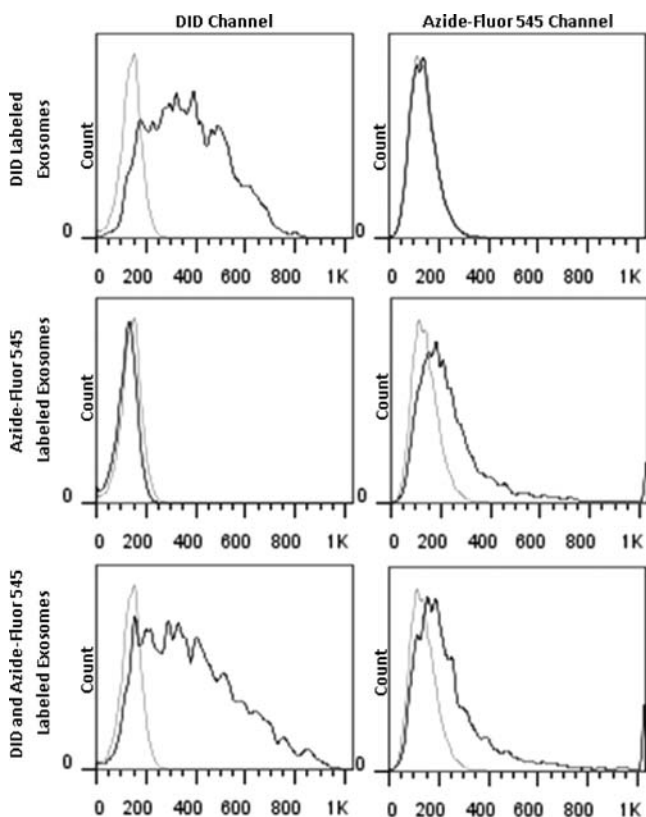 DID Channel
Azide-Fluor 545 Channel
DID Labeled
Exosomes
Count
0
0 200 400 600 800 1K
Count
0
0 200 400 600 800 1K
Azide-Fluor 545
Labeled Exosomes
Count
0
0 200 400 600 800 1K
Count
0
0 200 400 600 800 1K
DID and Azide-Fluor 545
Labeled Exosomes
Count
0
0 200 400 600 800 1K
Count
0
0 200 400 600 800 1K